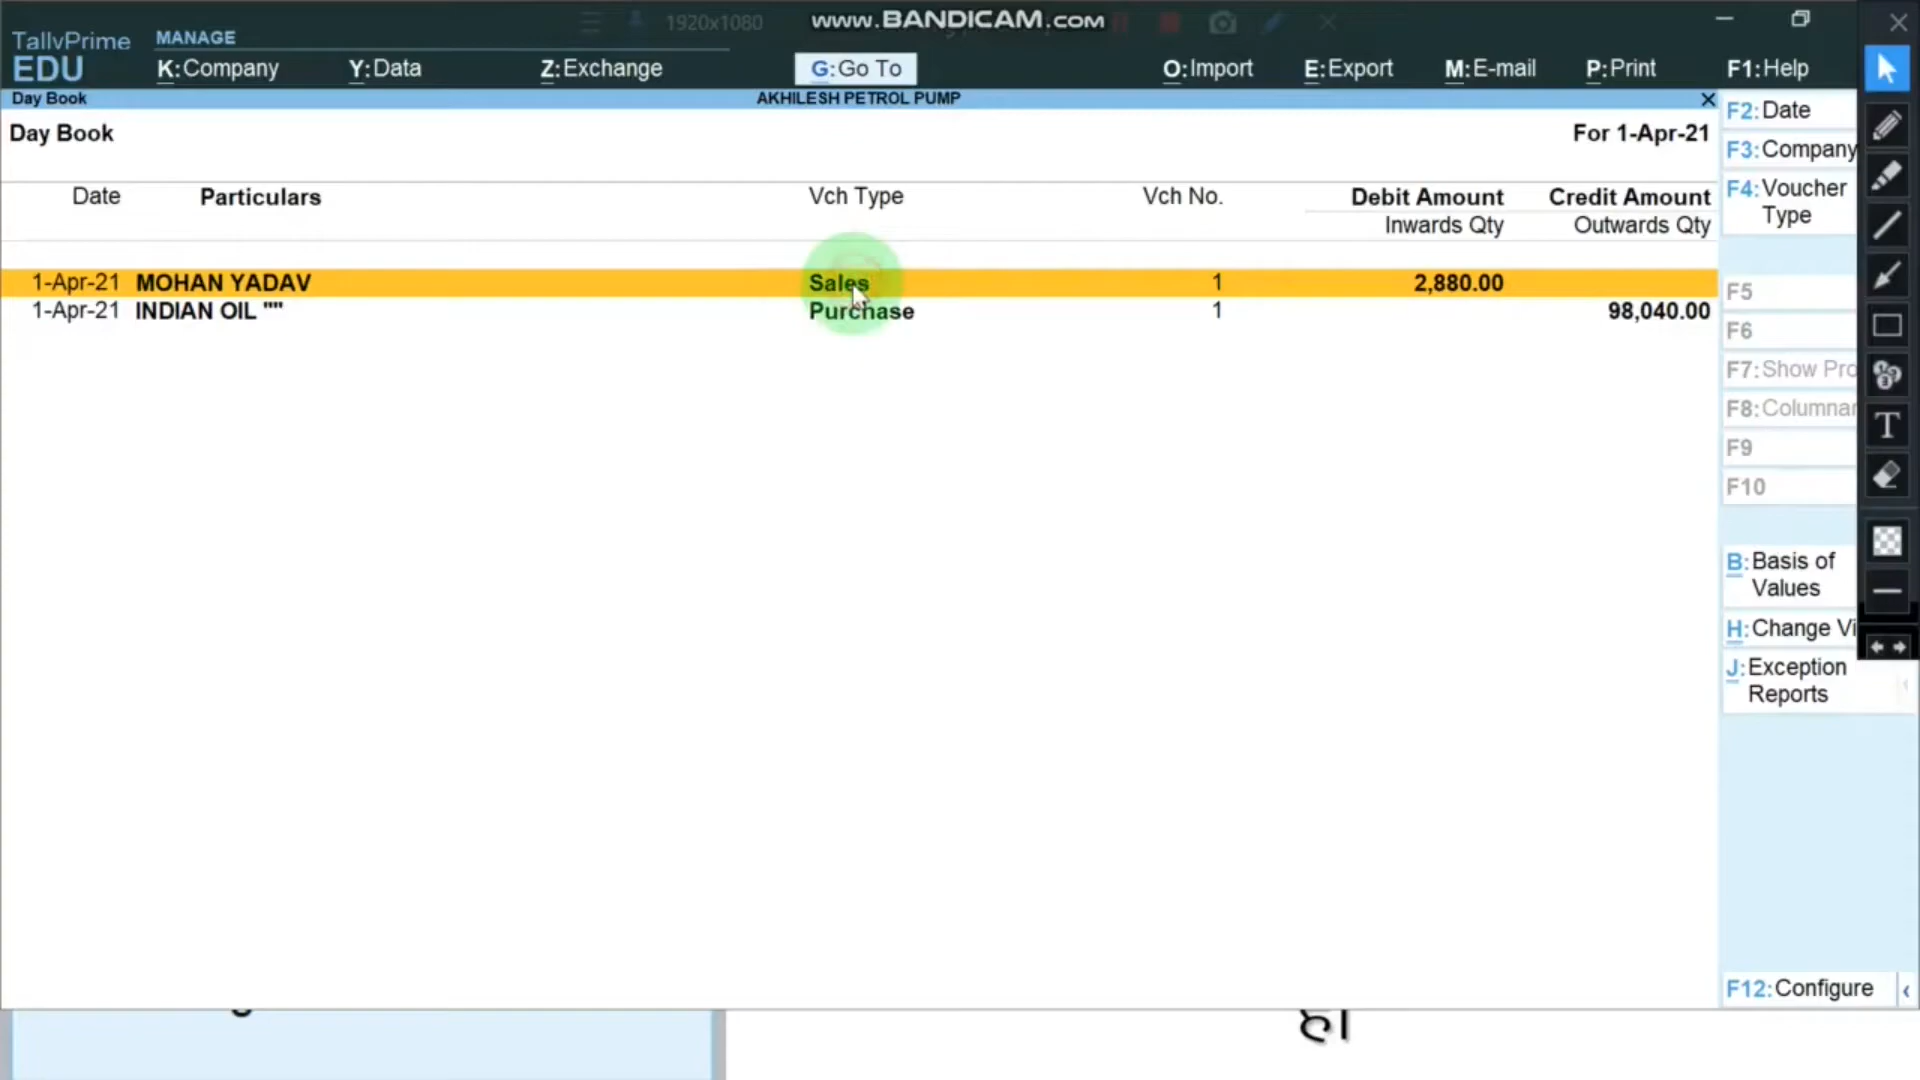 1920x1080
www.BANDICAM.COM
TallyPrime
EDU
MANAGE
K:Company Y:Data Z:Exchange G:Go To O:Import E:Export M:E-mail P:Print F1:Help
Day Book AKHILESH PETROL PUMP
Day Book For 1-Apr-21
Date Particulars Vch Type Vch No. Debit Amount Credit Amount
Inwards Qty Outwards Qty
1-Apr-21 MOHAN YADAV Sales 1 2,880.00
1-Apr-21 INDIAN OIL "" Purchase 1 98,040.00
F2:Date
F3:Company
F4:Voucher
Type
F5
F6
F7:Show Pro
F8:Columnar
F9
F10
B:Basis of
Values
H:Change Vi
J:Exception
Reports
F12:Configure
T